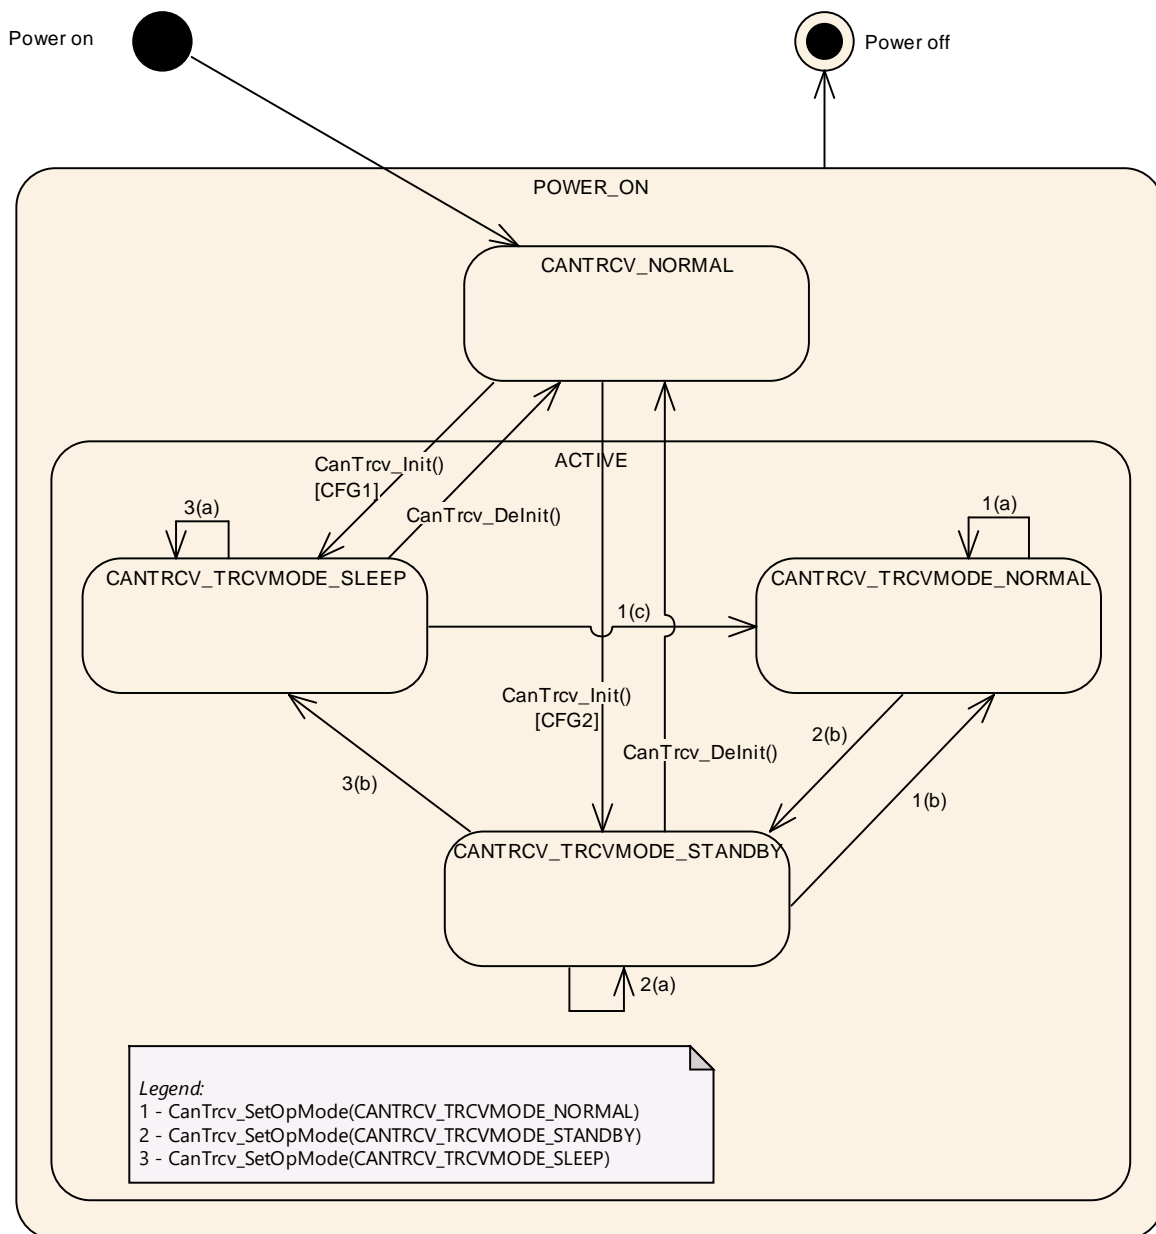 Power on
Power off
POWER_ON
CANTRCV_NORMAL
ACTIVE
CanTrcv_Init()
[CFG1]
CanTrcv_DeInit()
3(a)
1(a)
CANTRCV_TRCVMODE_SLEEP
CANTRCV_TRCVMODE_NORMAL
1(c)
CanTrcv_Init()
[CFG2]
CanTrcv_DeInit()
2(b)
3(b)
1(b)
CANTRCV_TRCVMODE_STANDBY
2(a)
Legend:
1 - CanTrcv_SetOpMode(CANTRCV_TRCVMODE_NORMAL)
2 - CanTrcv_SetOpMode(CANTRCV_TRCVMODE_STANDBY)
3 - CanTrcv_SetOpMode(CANTRCV_TRCVMODE_SLEEP)